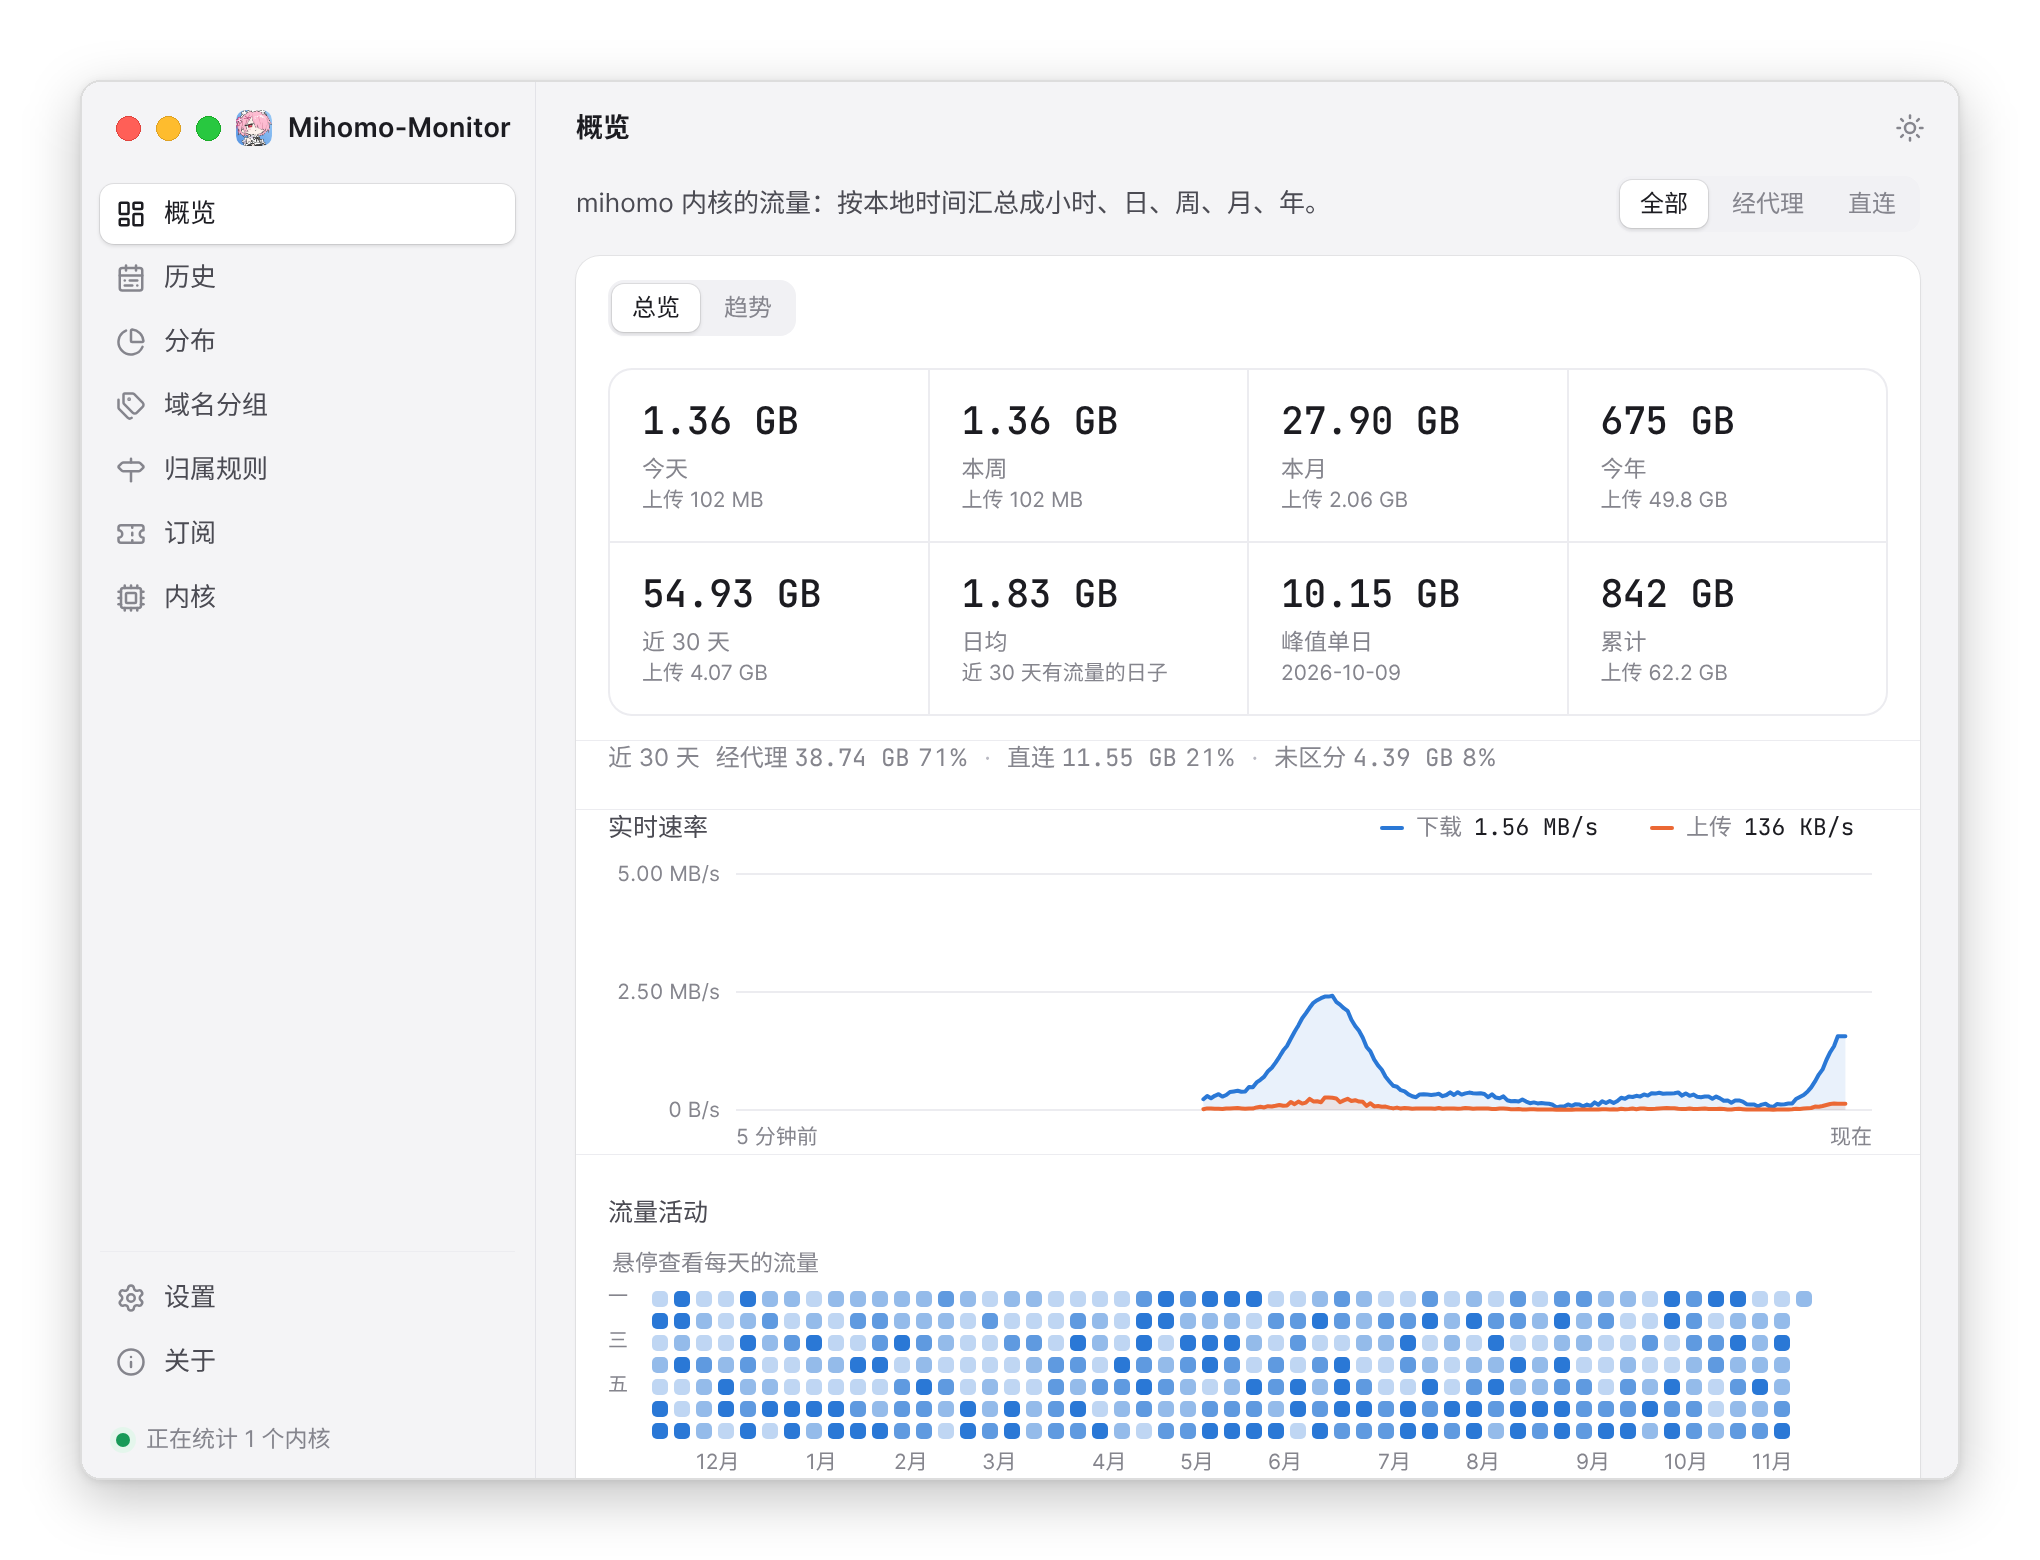 Mihomo-Monitor
概览
历史
分布
域名分组
归属规则
订阅
内核
设置
关于
正在统计 1 个内核
概览
mihomo 内核的流量：按本地时间汇总成小时、日、周、月、年。
全部 经代理 直连
总览 趋势
1.36 GB
今天
上传 102 MB
1.36 GB
本周
上传 102 MB
27.90 GB
本月
上传 2.06 GB
675 GB
今年
上传 49.8 GB
54.93 GB
近 30 天
上传 4.07 GB
1.83 GB
日均
近 30 天有流量的日子
10.15 GB
峰值单日
2026-10-09
842 GB
累计
上传 62.2 GB
近 30 天 经代理 38.74 GB 71% · 直连 11.55 GB 21% · 未区分 4.39 GB 8%
实时速率
下载 1.56 MB/s 上传 136 KB/s
5.00 MB/s
2.50 MB/s
0 B/s
5 分钟前 现在
流量活动
悬停查看每天的流量
一
三
五
12月 1月 2月 3月 4月 5月 6月 7月 8月 9月 10月 11月